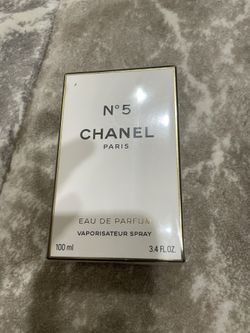 N°5
CHANEL
PARIS
EAU DE PARFUM
VAPORISATEUR SPRAY
100 ml 3.4 FL.OZ.